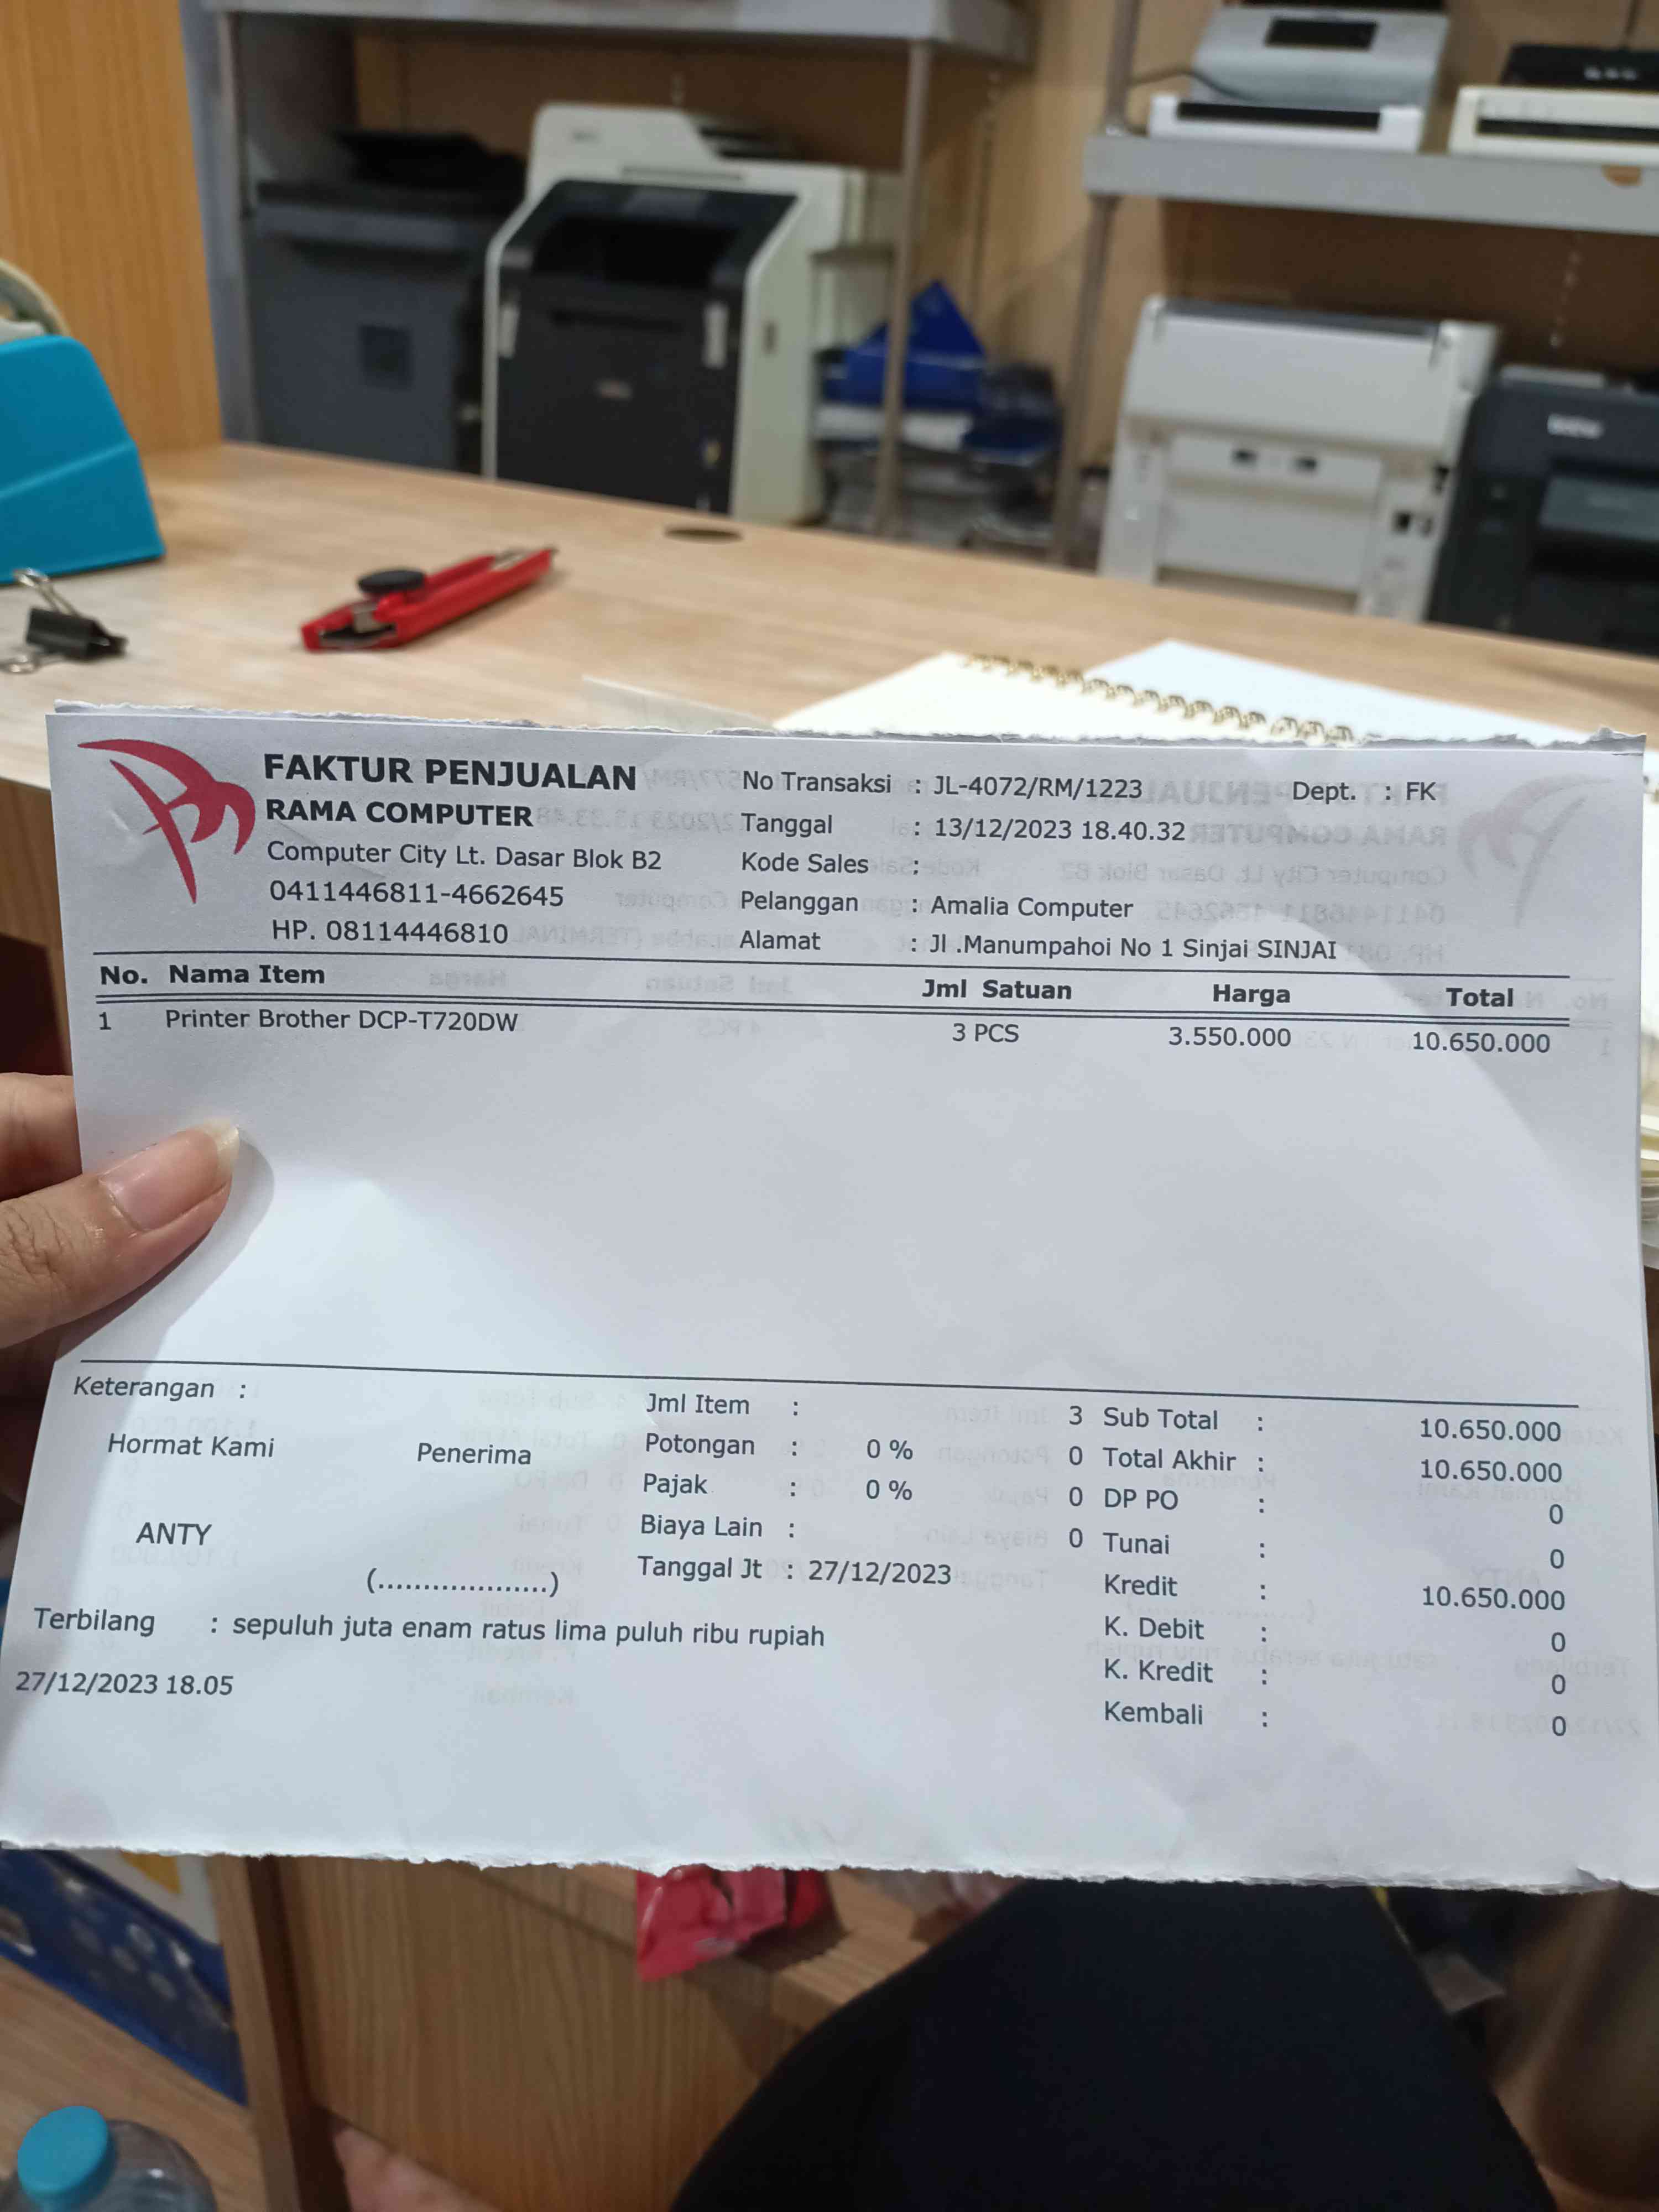 FAKTUR PENJUALAN
RAMA COMPUTER
Computer City Lt. Dasar Blok B2
0411446811-4662645
HP. 08114446810
No Transaksi : JL-4072/RM/1223
Dept. : FK
Tanggal : 13/12/2023 18.40.32
Kode Sales :
Pelanggan : Amalia Computer
Alamat : Jl .Manumpahoi No 1 Sinjai SINJAI
No. Nama Item Jml Satuan Harga Total
1 Printer Brother DCP-T720DW 3 PCS 3.550.000 10.650.000
Keterangan :
Hormat Kami Penerima
ANTY
(...................)
Jml Item : 3
Potongan : 0 % 0
Pajak : 0 % 0
Biaya Lain : 0
Tanggal Jt : 27/12/2023
Sub Total : 10.650.000
Total Akhir : 10.650.000
DP PO : 0
Tunai : 0
Kredit : 10.650.000
K. Debit : 0
K. Kredit : 0
Kembali : 0
Terbilang : sepuluh juta enam ratus lima puluh ribu rupiah
27/12/2023 18.05